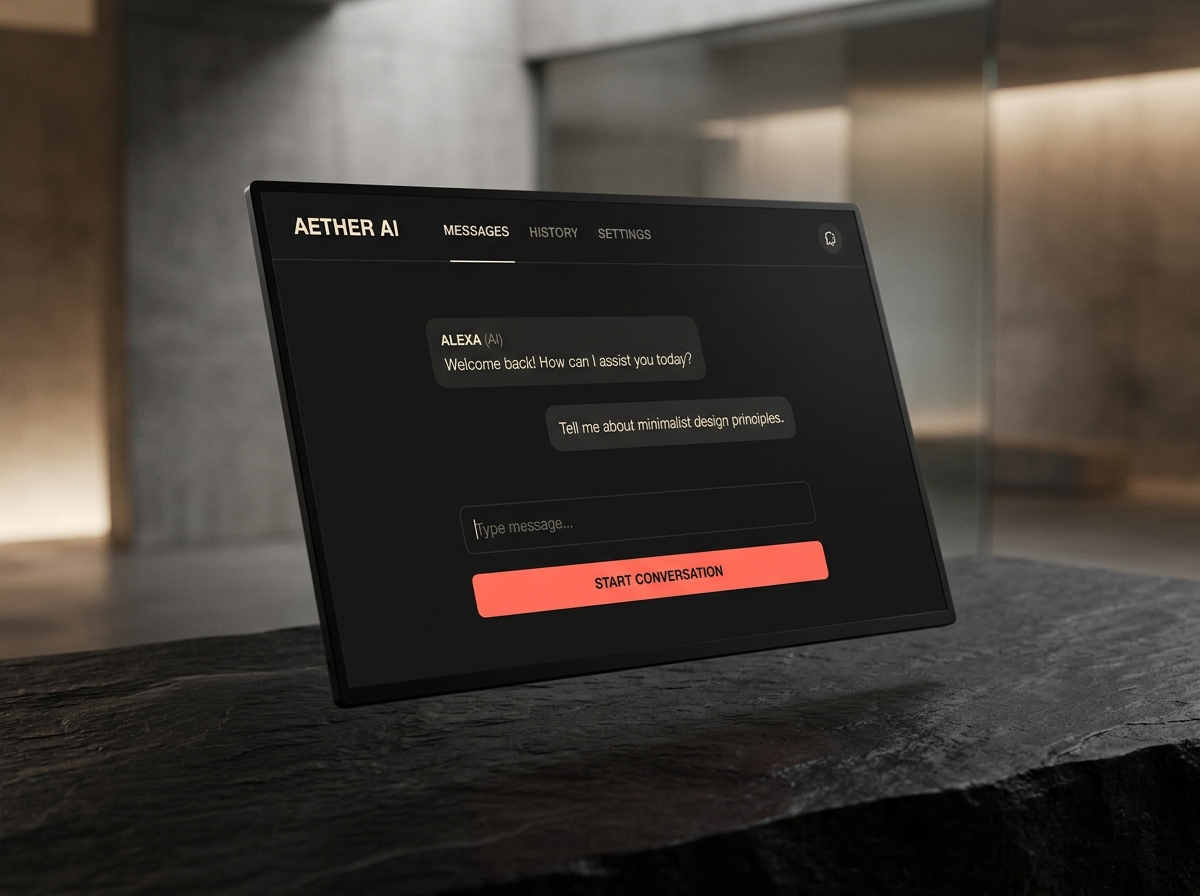 AETHER AI
MESSAGES HISTORY SETTINGS
ALEXA (AI)
Welcome back! How can I assist you today?
Tell me about minimalist design principles.
Type message...
START CONVERSATION